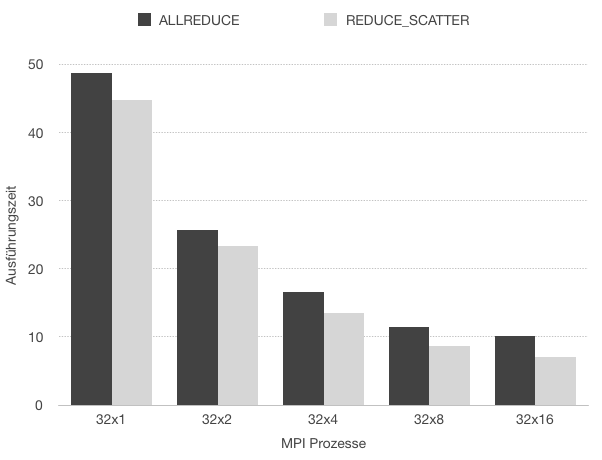 ALLREDUCE REDUCE_SCATTER
50
40
30
20
10
0
Ausführungszeit
32x1 32x2 32x4 32x8 32x16
MPI Prozesse